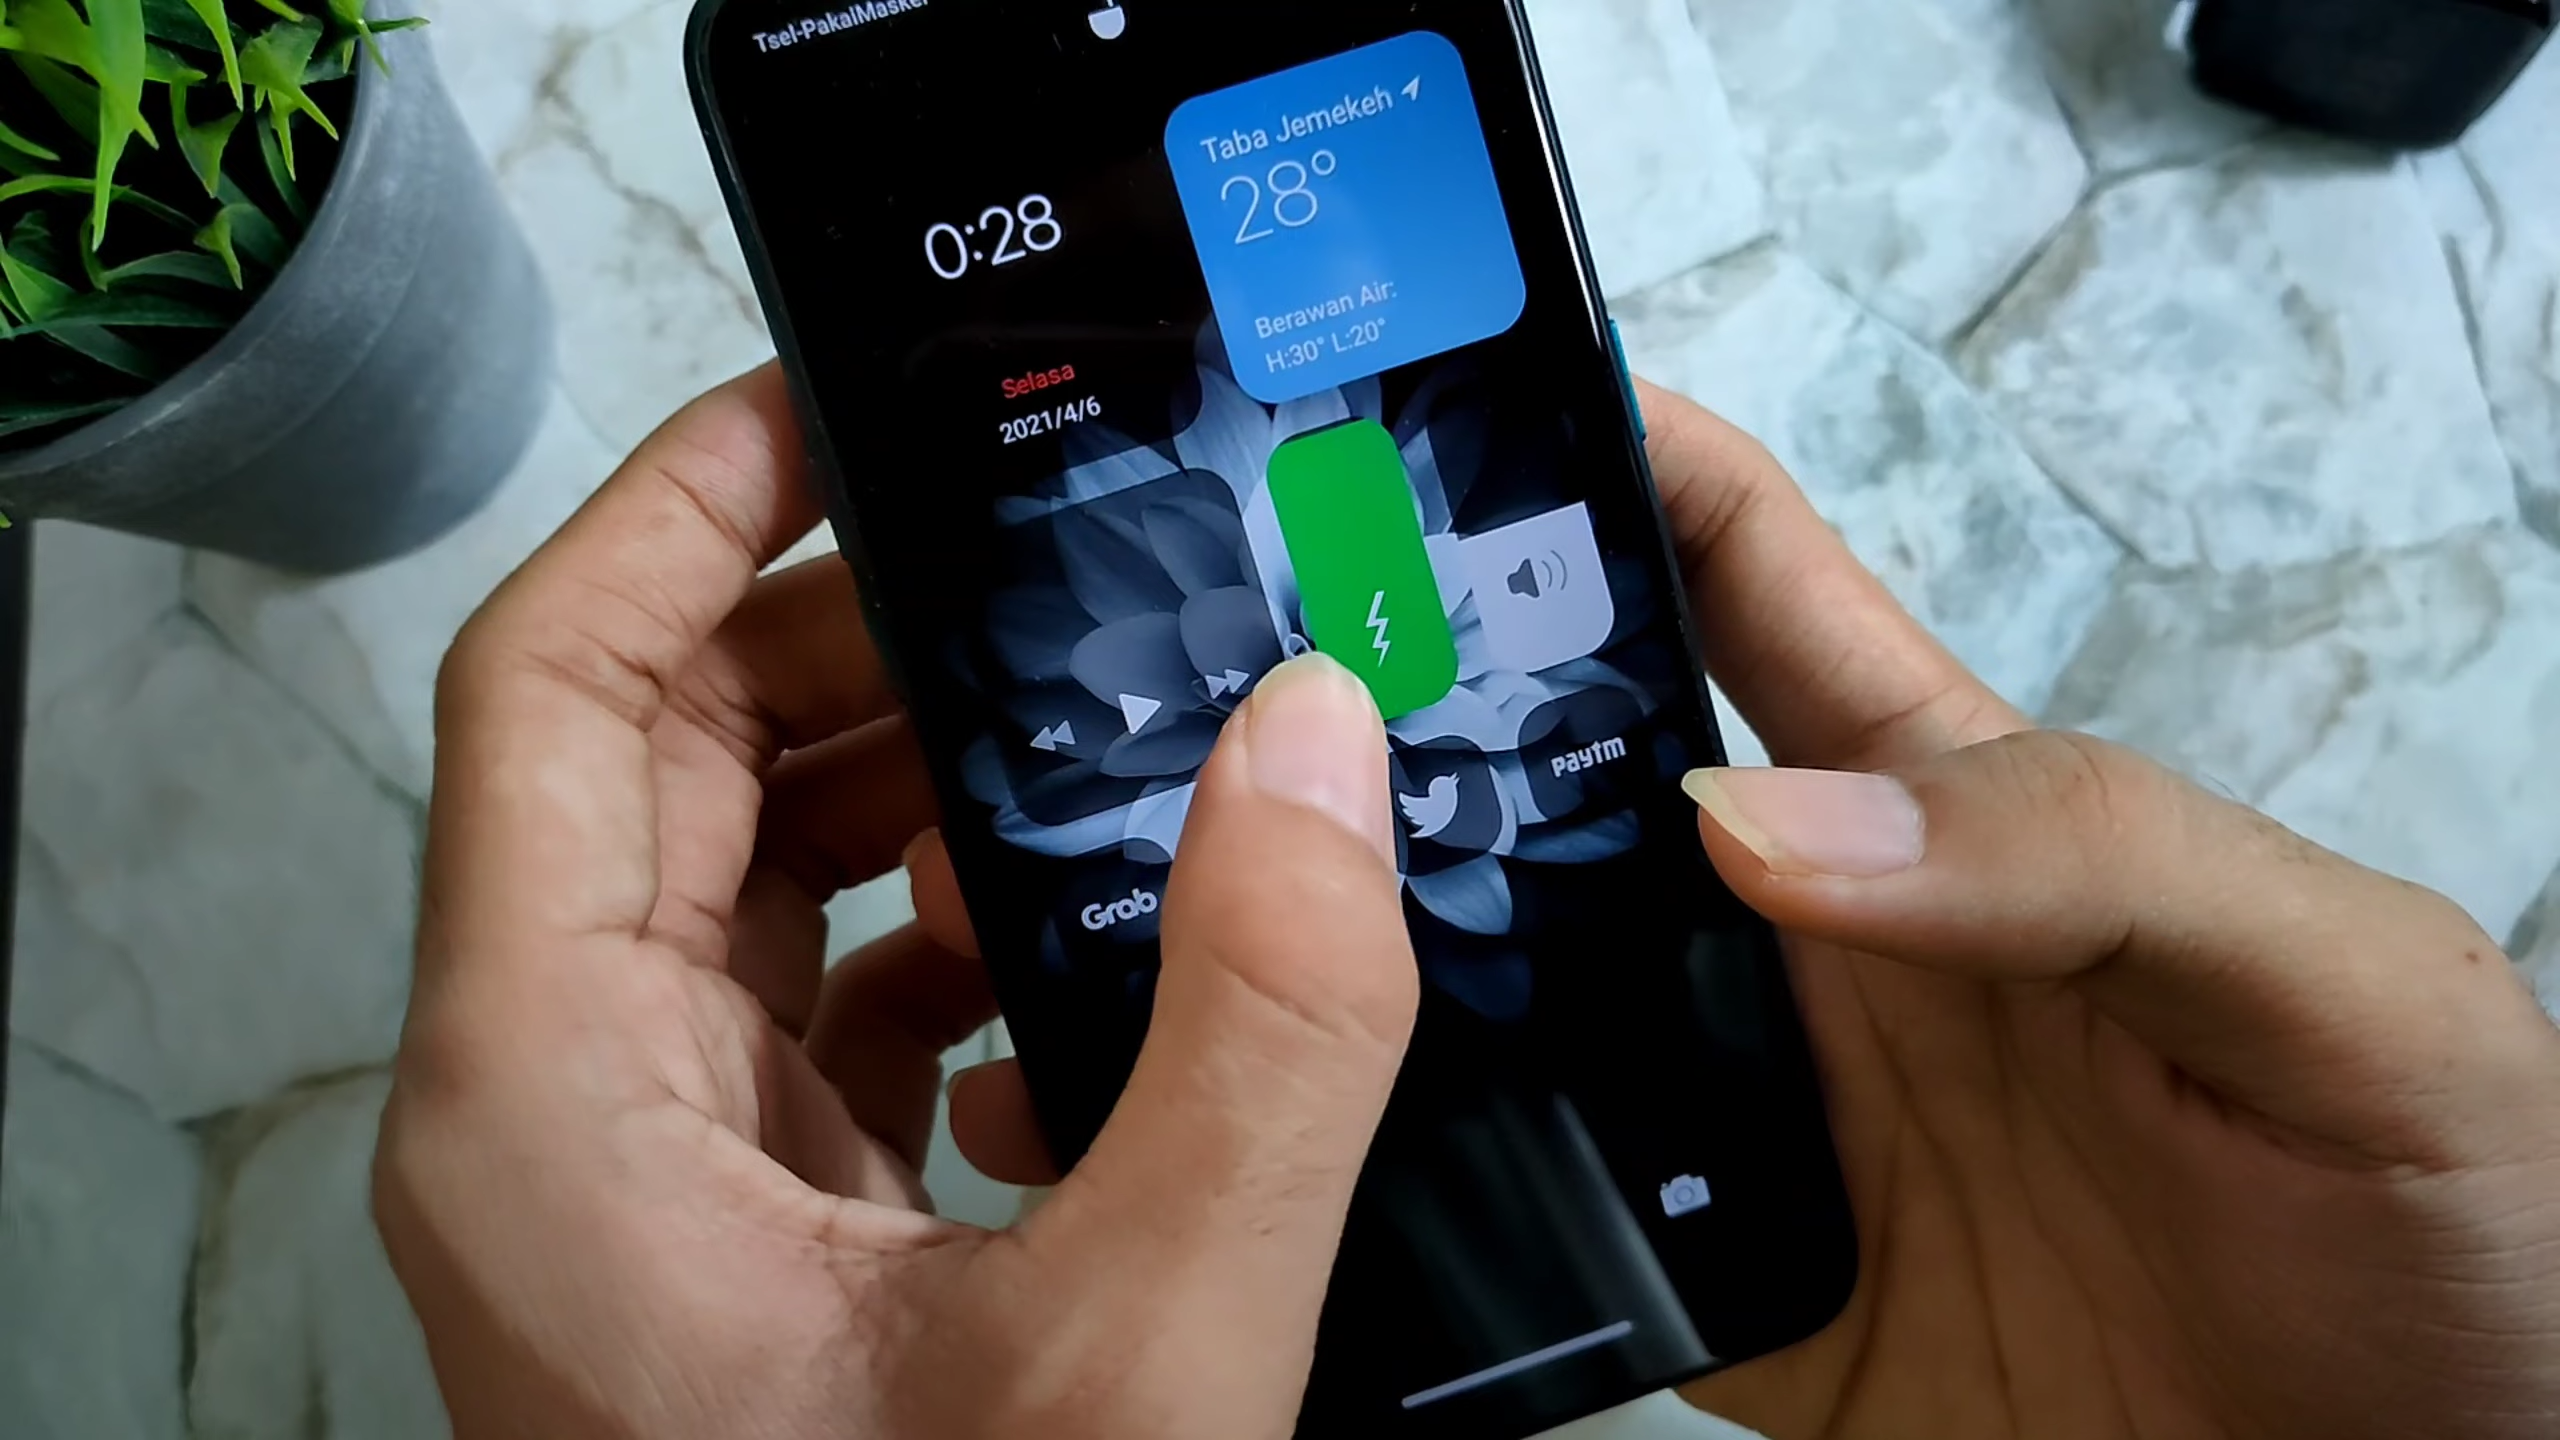 Tsel-PakaiMasker
Taba Jemekeh
28°
0:28
Berawan Air:
H:30° L:20°
Selasa
2021/4/6
Paytm
Grab